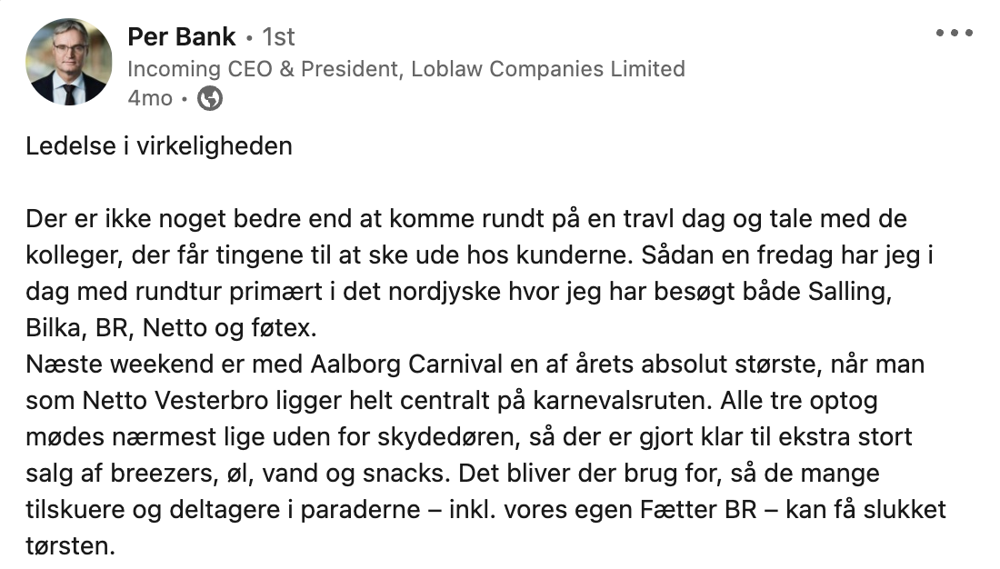 Per Bank • 1st
Incoming CEO & President, Loblaw Companies Limited
4mo •
Ledelse i virkeligheden
Der er ikke noget bedre end at komme rundt på en travl dag og tale med de
kolleger, der får tingene til at ske ude hos kunderne. Sådan en fredag har jeg i
dag med rundtur primært i det nordjyske hvor jeg har besøgt både Salling,
Bilka, BR, Netto og føtex.
Næste weekend er med Aalborg Carnival en af årets absolut største, når man
som Netto Vesterbro ligger helt centralt på karnevalsruten. Alle tre optog
mødes nærmest lige uden for skydedøren, så der er gjort klar til ekstra stort
salg af breezers, øl, vand og snacks. Det bliver der brug for, så de mange
tilskuere og deltagere i paraderne – inkl. vores egen Fætter BR – kan få slukket
tørsten.